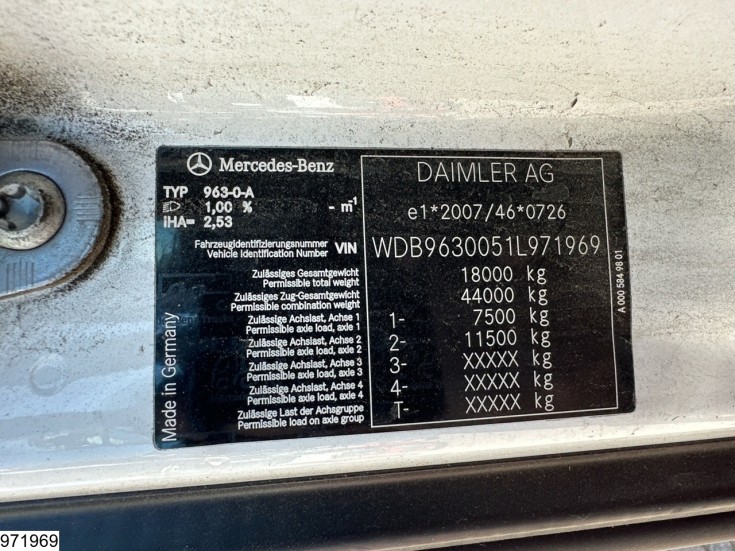 Mercedes-Benz
TYP 963-0-A
1,00 % - m-1
IHA= 2,53
DAIMLER AG
e1*2007/46*0726
Fahrzeugidentifizierungsnummer
Vehicle Identification Number VIN WDB9630051L971969
Zulässiges Gesamtgewicht
Permissible total weight 18000 kg
Zulässiges Zug-Gesamtgewicht
Permissible combination weight 44000 kg
Zulässige Achslast, Achse 1
Permissible axle load, axle 1 1- 7500 kg
Zulässige Achslast, Achse 2
Permissible axle load, axle 2 2- 11500 kg
Zulässige Achslast, Achse 3
Permissible axle load, axle 3 3- XXXXX kg
Zulässige Achslast, Achse 4
Permissible axle load, axle 4 4- XXXXX kg
Zulässige Last der Achsgruppe
Permissible load on axle group T- XXXXX kg
Made in Germany
A 000 584 98 01
971969